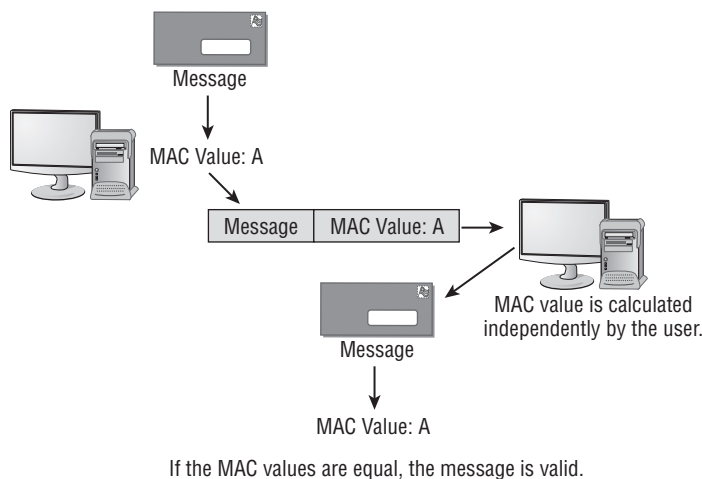 Message
MAC Value: A
Message MAC Value: A
MAC value is calculated
independently by the user.
Message
MAC Value: A
If the MAC values are equal, the message is valid.